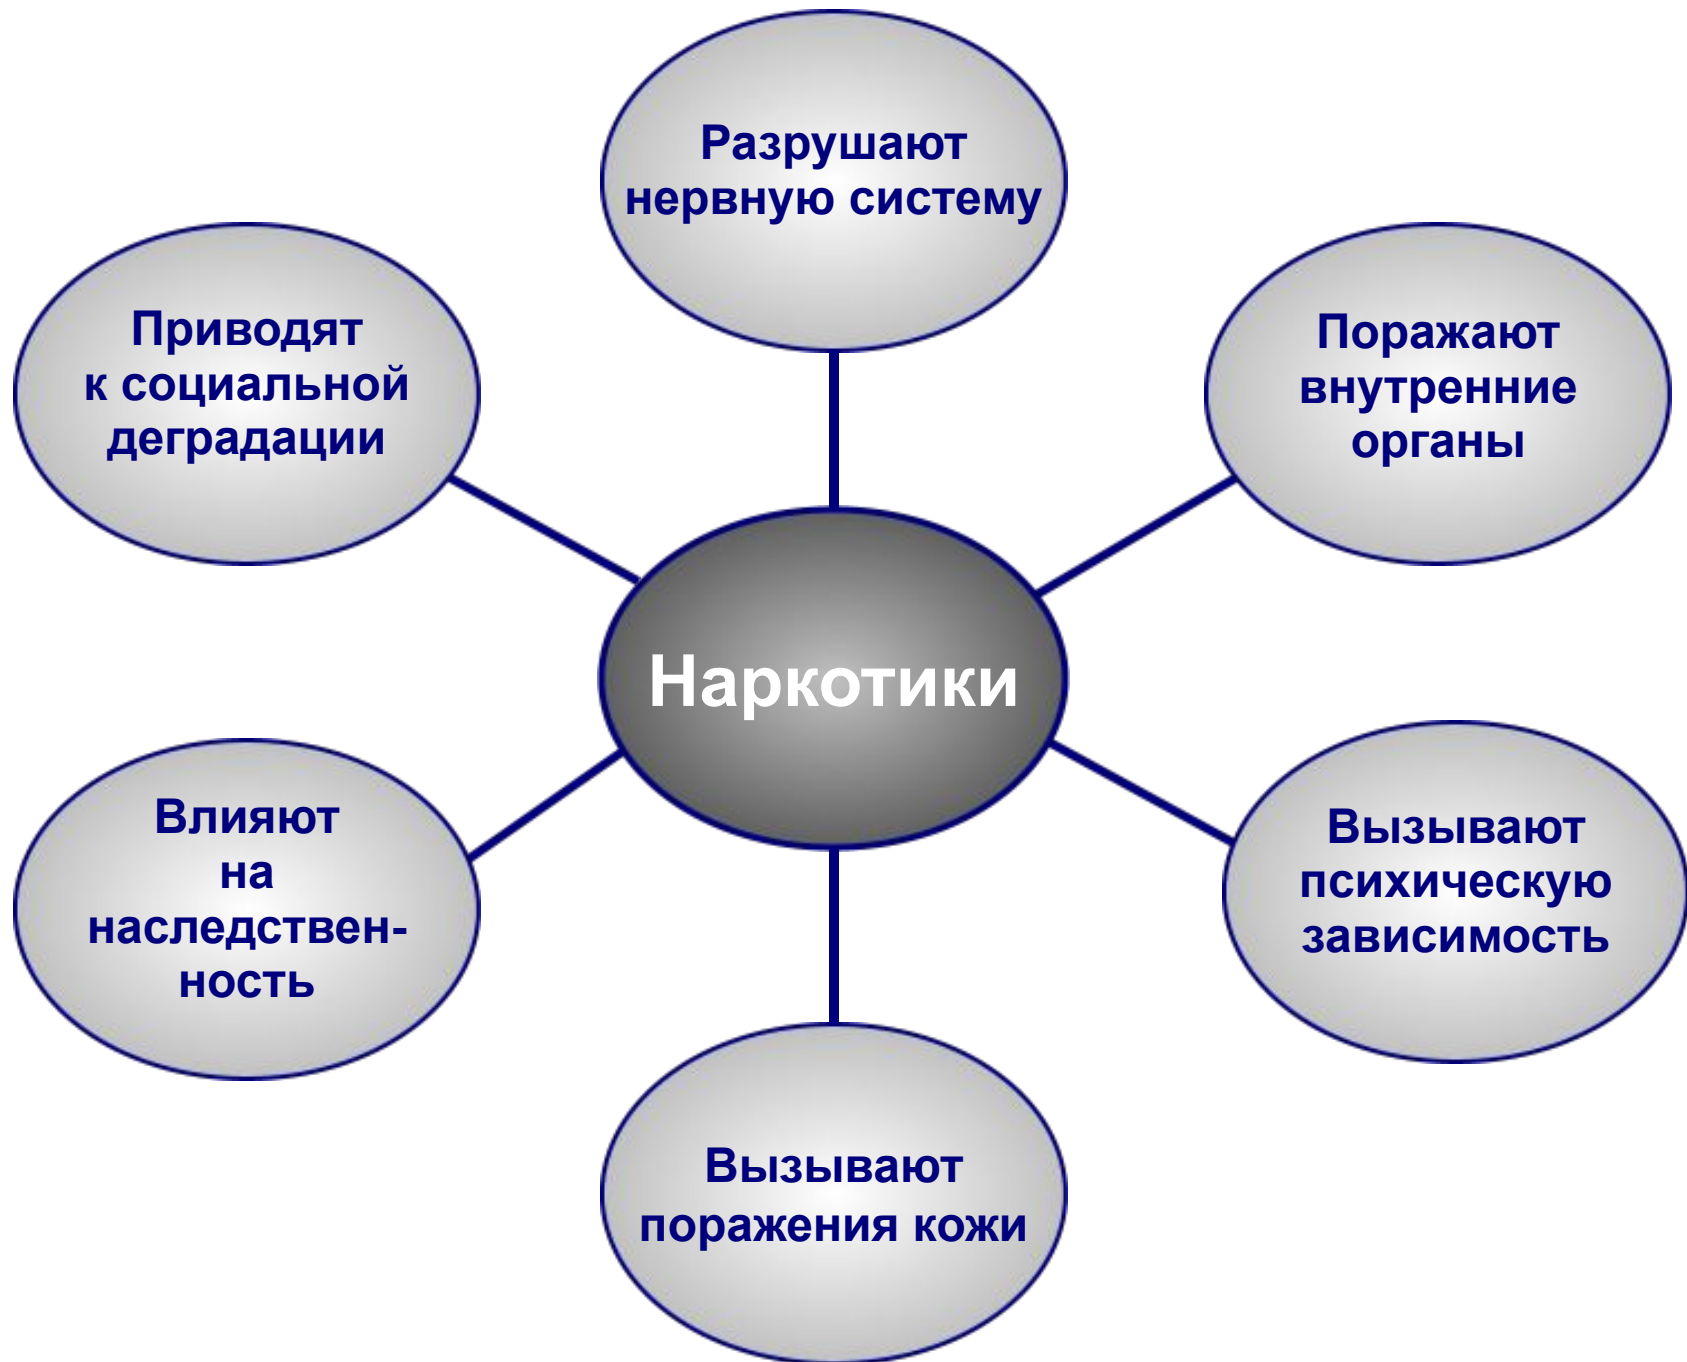 Разрушают
нервную систему
Приводят
к социальной
деградации
Поражают
внутренние
органы
Наркотики
Влияют
на
наследствен-
ность
Вызывают
психическую
зависимость
Вызывают
поражения кожи